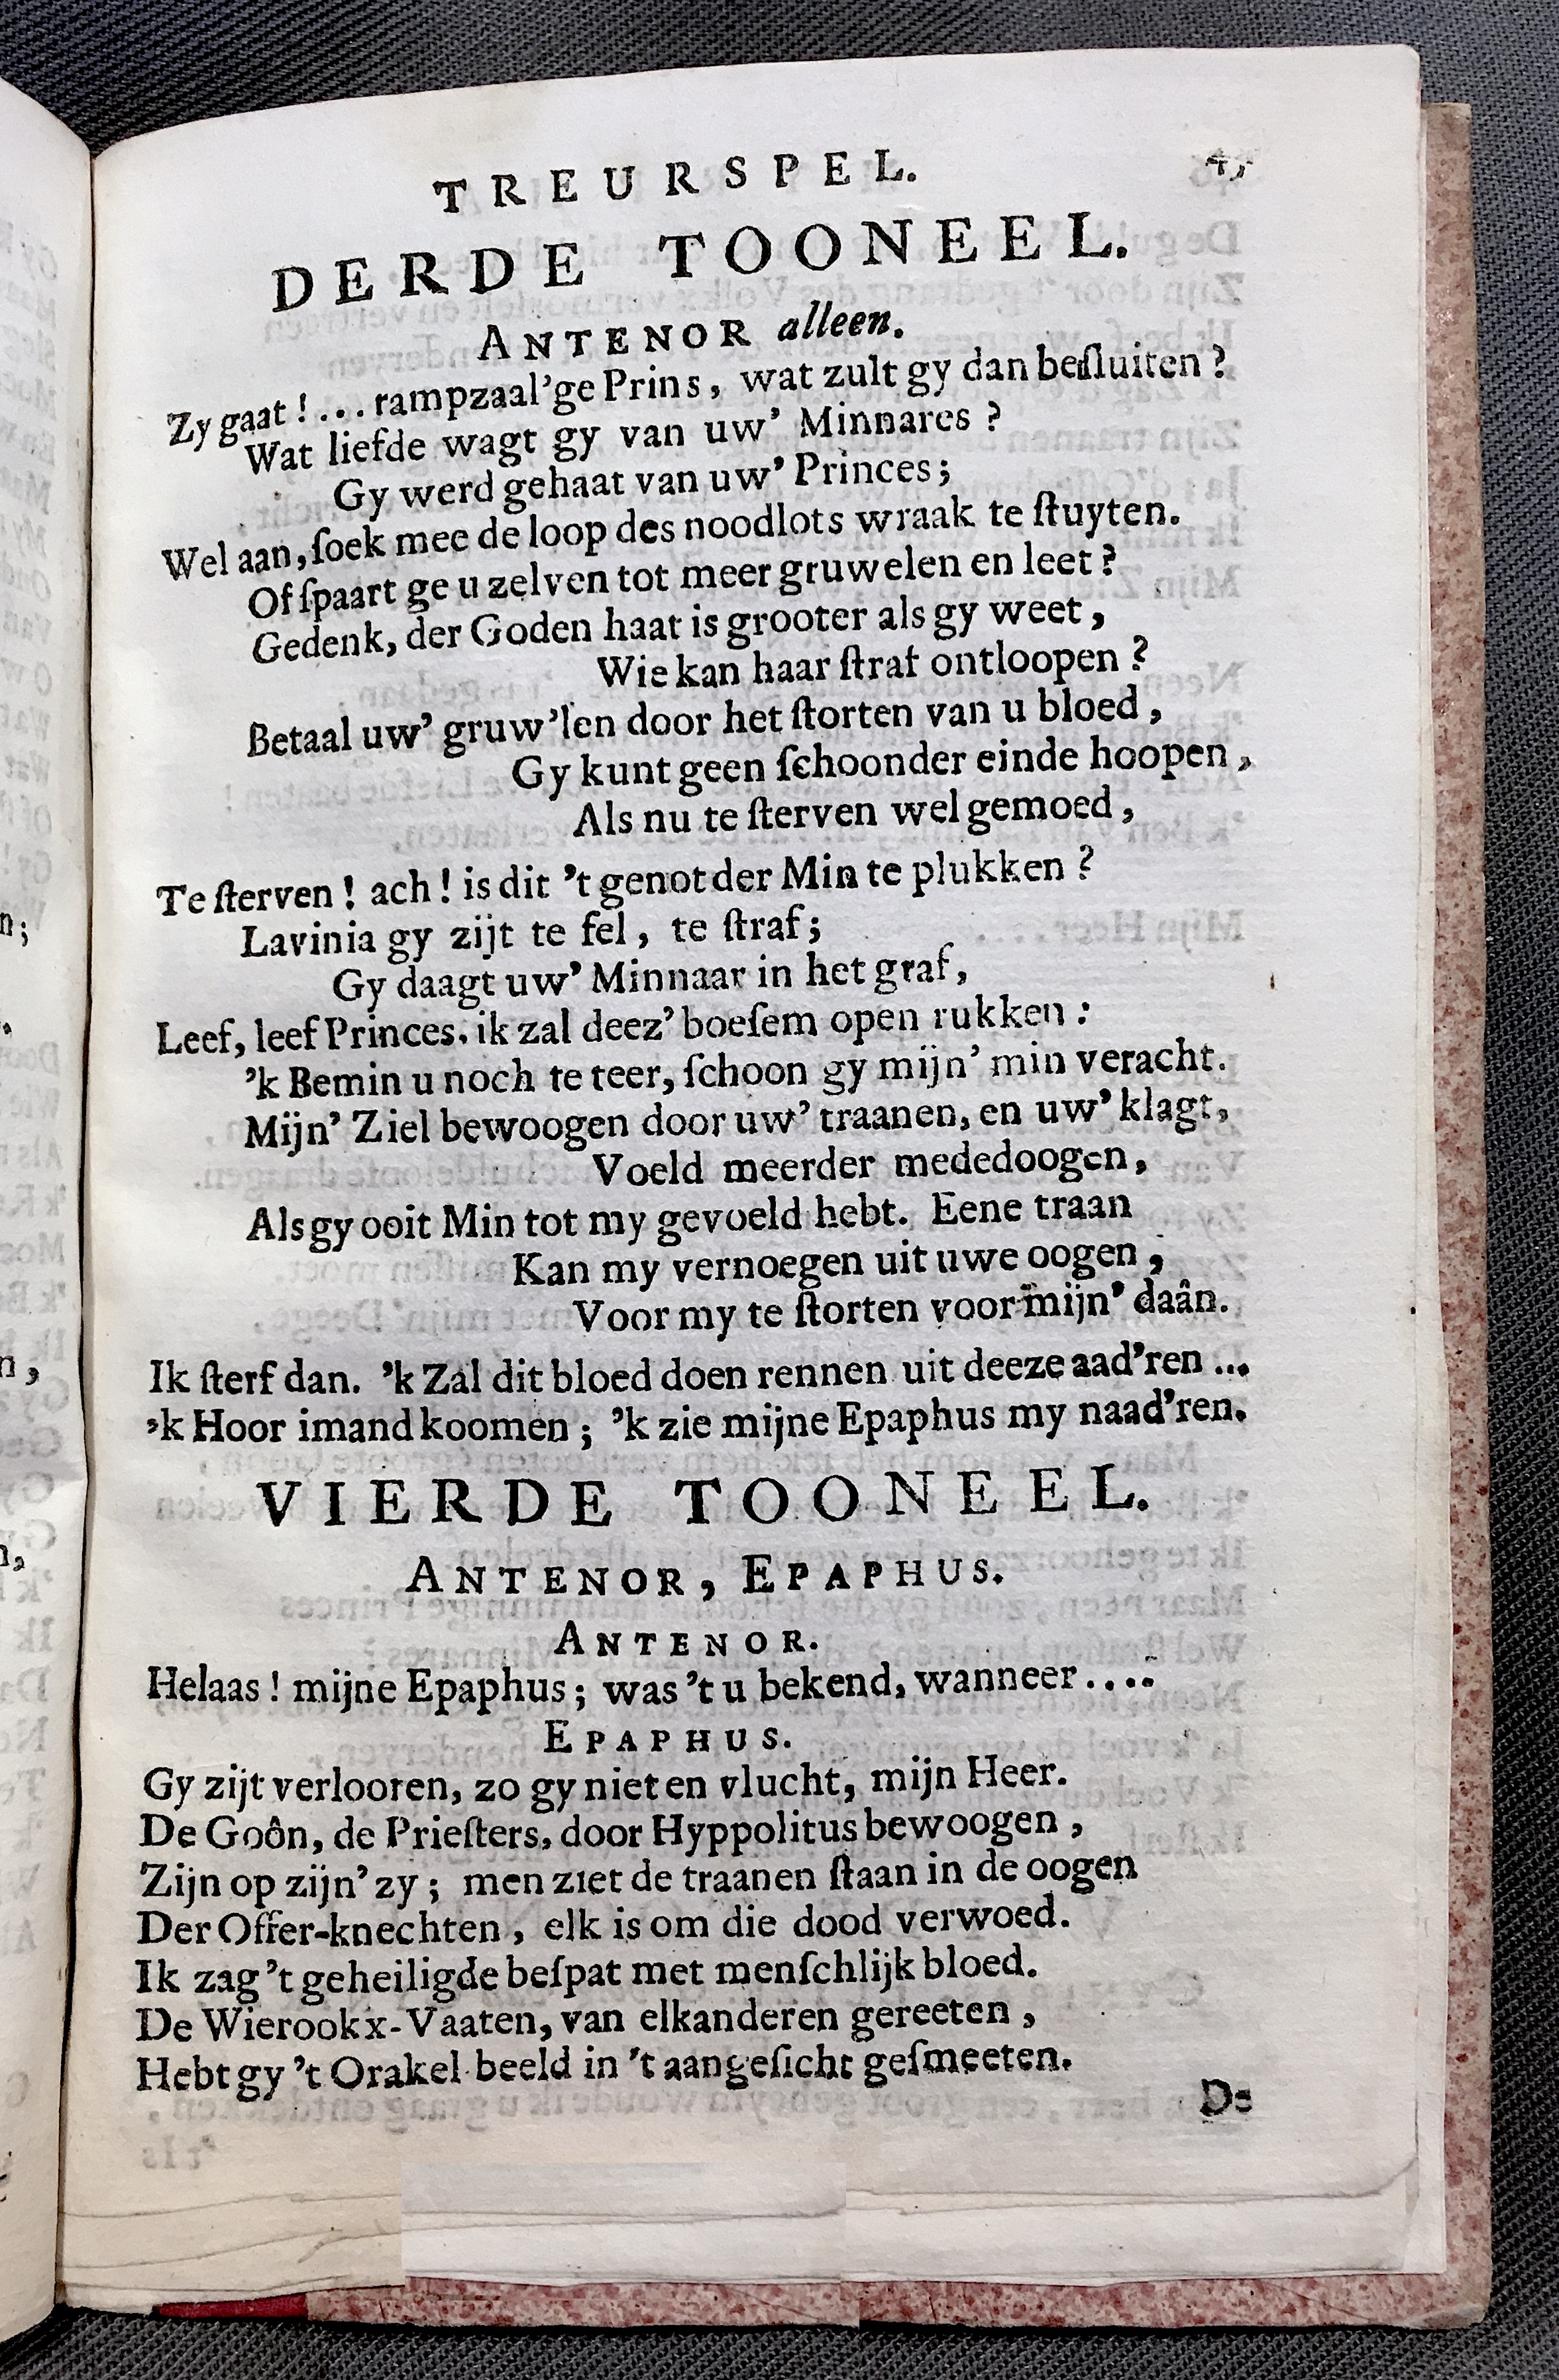 TREURSPEL.
DERDE TOONEEL.
ANTENOR alleen.
Zy gaat!... rampzaal'ge Prins, wat zult gy dan beſluiten?
Wat liefde wagt gy van uw' Minnares?
Gy werd gehaat van uw' Princes;
Wel aan, ſoek mee de loop des noodlots wraak te ſtuyten.
Of ſpaart ge u zelven tot meer gruwelen en leet?
Gedenk, der Goden haat is grooter als gy weet,
Wie kan haar ſtraf ontloopen?
Betaal uw' gruw'len door het ſtorten van u bloed,
Gy kunt geen ſchoonder einde hoopen,
Als nu te ſterven wel gemoed,
Te ſterven! ach! is dit 't genot der Min te plukken?
Lavinia gy zijt te fel, te ſtraf;
Gy daagt uw' Minnaar in het graf,
Leef, leef Princes. ik zal deez' boeſem open rukken:
'k Bemin u noch te teer, ſchoon gy mijn' min veracht.
Mijn' Ziel bewoogen door uw' traanen, en uw' klagt,
Voeld meerder mededoogen,
Als gy ooit Min tot my gevoeld hebt. Eene traan
Kan my vernoegen uit uwe oogen,
Voor my te ſtorten voor mijn' daân.
Ik ſterf dan. 'k Zal dit bloed doen rennen uit deeze aad'ren ...
'k Hoor imand koomen; 'k zie mijne Epaphus my naad'ren.
VIERDE TOONEEL.
ANTENOR, EPAPHUS.
ANTENOR.
Helaas! mijne Epaphus; was 't u bekend, wanneer....
EPAPHUS.
Gy zijt verlooren, zo gy niet en vlucht, mijn Heer.
De Goôn, de Prieſters, door Hyppolitus bewoogen,
Zijn op zijn' zy; men ziet de traanen ſtaan in de oogen
Der Offer-knechten, elk is om die dood verwoed.
Ik zag 't geheiligde beſpat met menſchlijk bloed.
De Wierookx-Vaaten, van elkanderen gereeten,
Hebt gy 't Orakel beeld in 't aangeſicht geſmeeten.
De